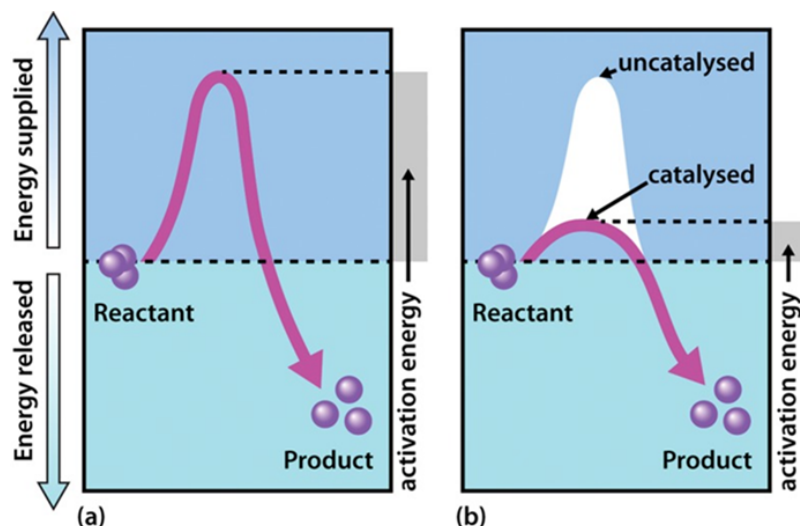 Energy supplied
Energy released
Reactant
Product
activation energy
(a)
uncatalysed
catalysed
Reactant
Product
activation energy
(b)